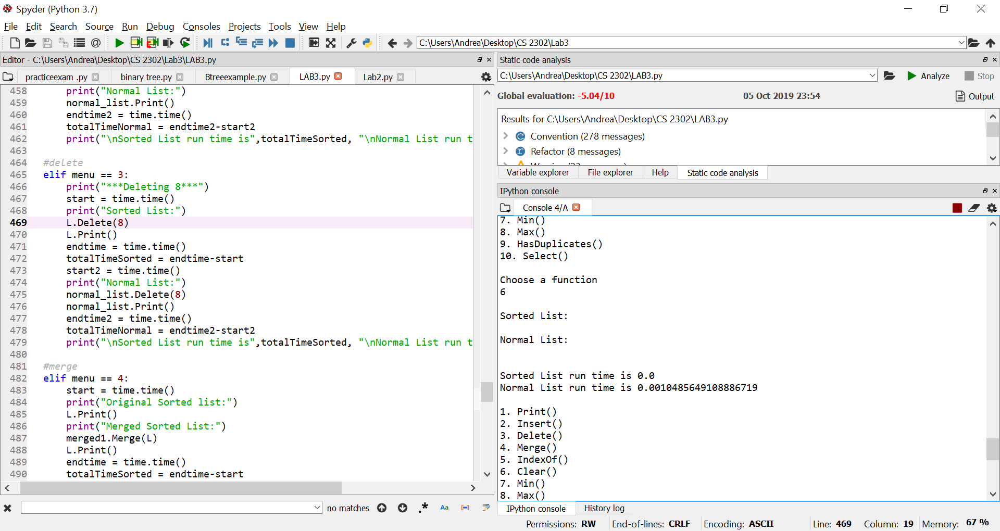 Spyder (Python 3.7)
File Edit Search Source Run Debug Consoles Projects Tools View Help
C:\Users\Andrea\Desktop\CS 2302\Lab3
Editor - C:\Users\Andrea\Desktop\CS 2302\Lab3\LAB3.py
practiceexam .py binary tree.py Btreeexample.py LAB3.py Lab2.py
458 print("Normal List:")
459 normal_list.Print()
460 endtime2 = time.time()
461 totalTimeNormal = endtime2-start2
462 print("\nSorted List run time is",totalTimeSorted, "\nNormal List run t
463
464 #delete
465 elif menu == 3:
466 print("***Deleting 8***")
467 start = time.time()
468 print("Sorted List:")
469 L.Delete(8)
470 L.Print()
471 endtime = time.time()
472 totalTimeSorted = endtime-start
473 start2 = time.time()
474 print("Normal List:")
475 normal_list.Delete(8)
476 normal_list.Print()
477 endtime2 = time.time()
478 totalTimeNormal = endtime2-start2
479 print("\nSorted List run time is",totalTimeSorted, "\nNormal List run t
480
481 #merge
482 elif menu == 4:
483 start = time.time()
484 print("Original Sorted list:")
485 L.Print()
486 print("Merged Sorted List:")
487 merged1.Merge(L)
488 L.Print()
489 endtime = time.time()
490 totalTimeSorted = endtime-start
no matches .* Aa
Static code analysis
C:\Users\Andrea\Desktop\CS 2302\LAB3.py Analyze Stop
Global evaluation: -5.04/10 05 Oct 2019 23:54 Output
Results for C:\Users\Andrea\Desktop\CS 2302\LAB3.py
Convention (278 messages)
Refactor (8 messages)
Variable explorer File explorer Help Static code analysis
IPython console
Console 4/A
7. Min()
8. Max()
9. HasDuplicates()
10. Select()
Choose a function
6
Sorted List:
Normal List:
Sorted List run time is 0.0
Normal List run time is 0.0010485649108886719
1. Print()
2. Insert()
3. Delete()
4. Merge()
5. IndexOf()
6. Clear()
7. Min()
8. Max()
IPython console History log
Permissions: RW End-of-lines: CRLF Encoding: ASCII Line: 469 Column: 19 Memory: 67 %